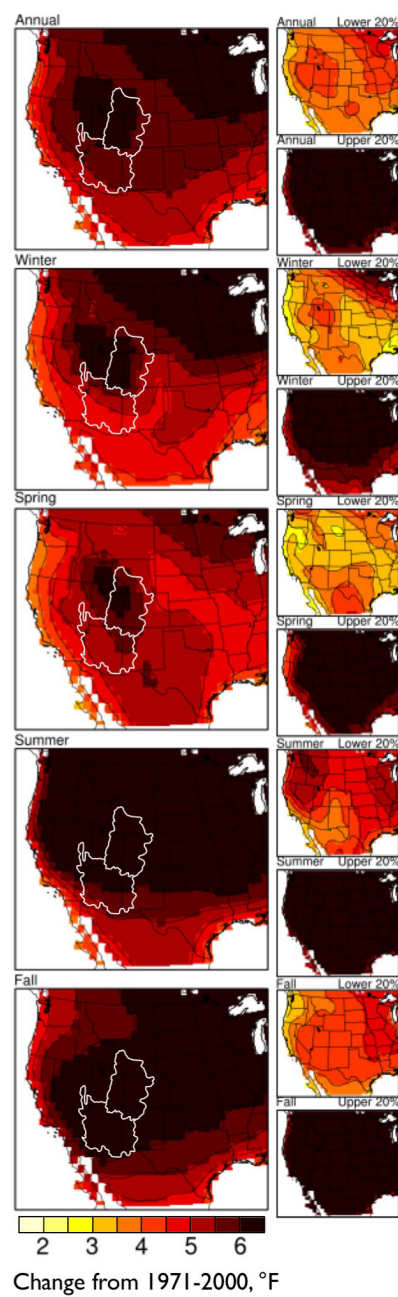 Annual
Annual Lower 20%
Annual Upper 20%
Winter
Winter Lower 20%
Winter Upper 20%
Spring
Spring Lower 20%
Spring Upper 20%
Summer
Summer Lower 20%
Summer Upper 20%
Fall
Fall Lower 20%
Fall Upper 20%
2 3 4 5 6
Change from 1971-2000, °F